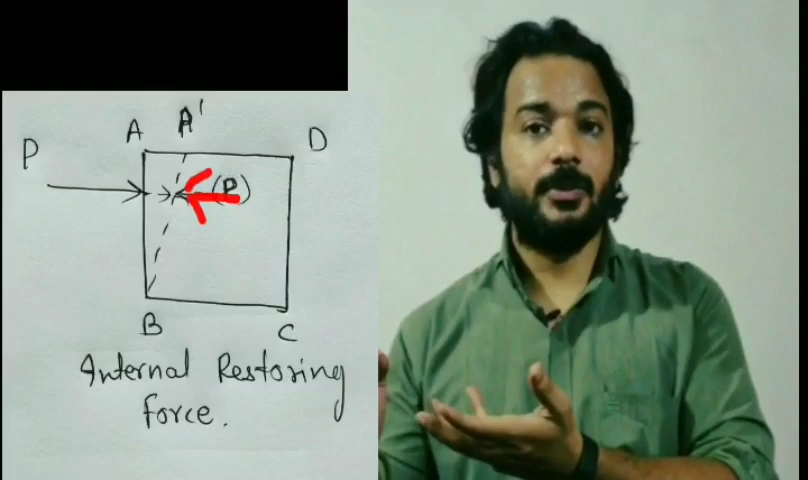 A A'
P D
(P)
B C
Internal Restoring
force.